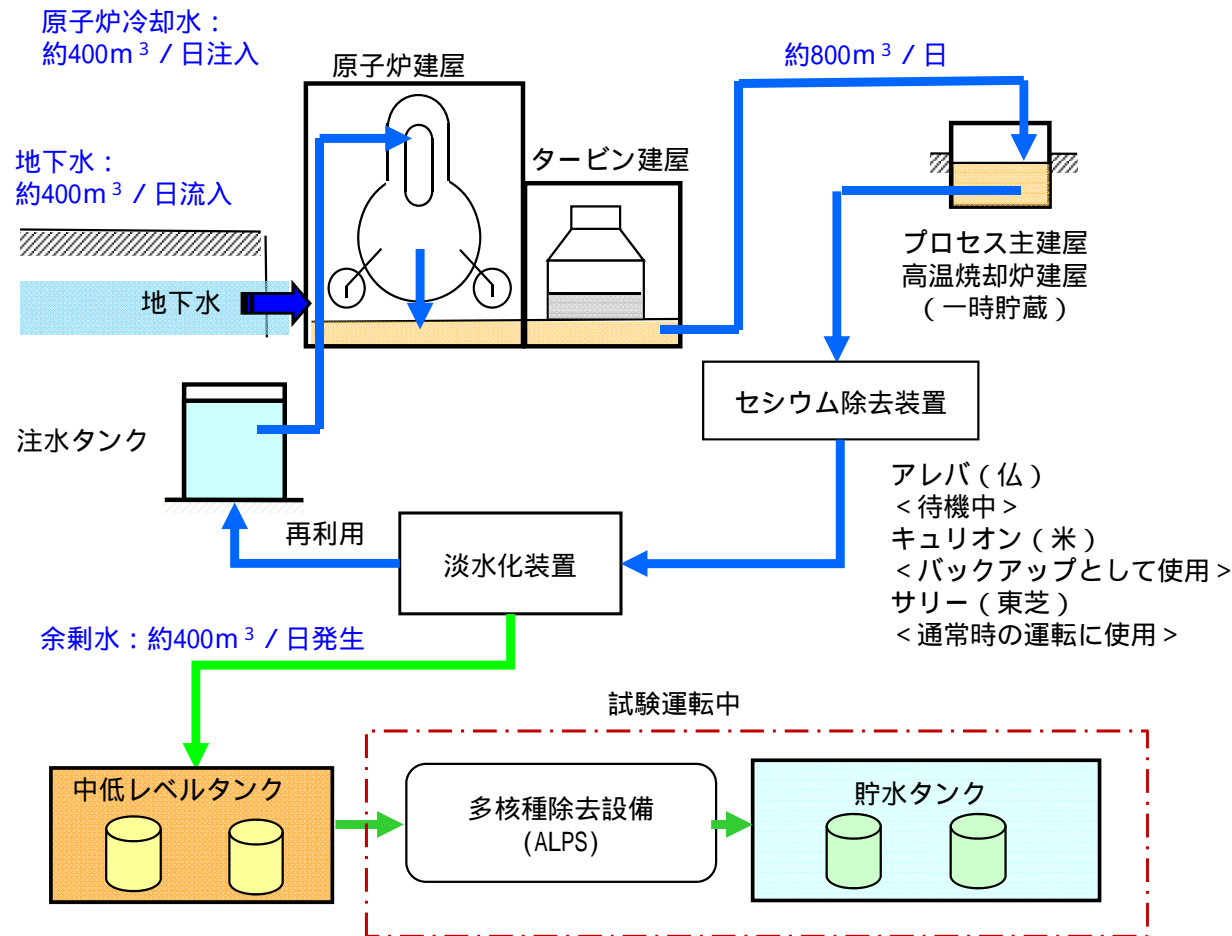 原子炉冷却水：
約400m³／日注入
原子炉建屋
約800m³／日
地下水：
約400m³／日流入
タービン建屋
プロセス主建屋
高温焼却炉建屋
（一時貯蔵）
地下水
セシウム除去装置
注水タンク
アレバ（仏）
＜待機中＞
キュリオン（米）
＜バックアップとして使用＞
サリー（東芝）
＜通常時の運転に使用＞
再利用
淡水化装置
余剰水：約400m³／日発生
試験運転中
中低レベルタンク
多核種除去設備
(ALPS)
貯水タンク